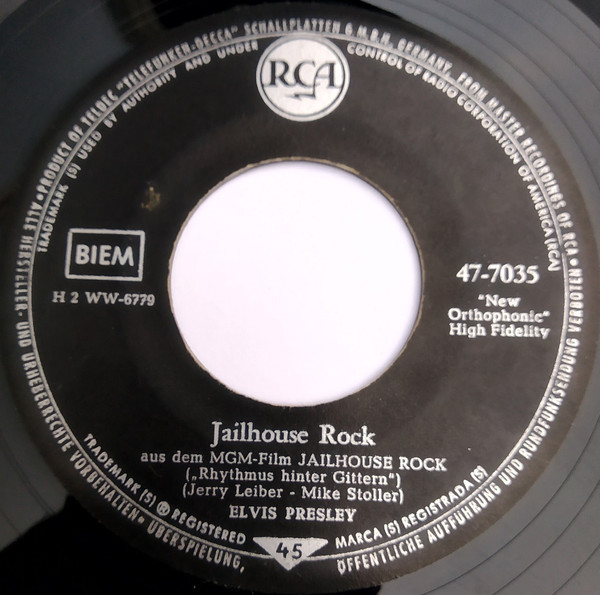 PRODUCT OF TELDEC "TELEFUNKEN-DECCA" SCHALLPLATTEN G.M.B.H. GERMANY, FROM MASTER RECORDINGS OF RCA •
TRADEMARK (S) USED BY AUTHORITY AND UNDER CONTROL OF RADIO CORPORATION OF AMERICA (RCA)
RCA
BIEM
H 2 WW-6779
47-7035
"New
Orthophonic"
High Fidelity
Jailhouse Rock
aus dem MGM-Film JAILHOUSE ROCK
(„Rhythmus hinter Gittern“)
(Jerry Leiber - Mike Stoller)
ELVIS PRESLEY
TRADEMARK (S) ® REGISTERED
MARCA (S) REGISTRADA (S)
45
• ALLE HERSTELLER- UND URHEBERRECHTE VORBEHALTEN • ÜBERSPIELUNG,
ÖFFENTLICHE AUFFÜHRUNG UND RUNDFUNKSENDUNG VERBOTEN